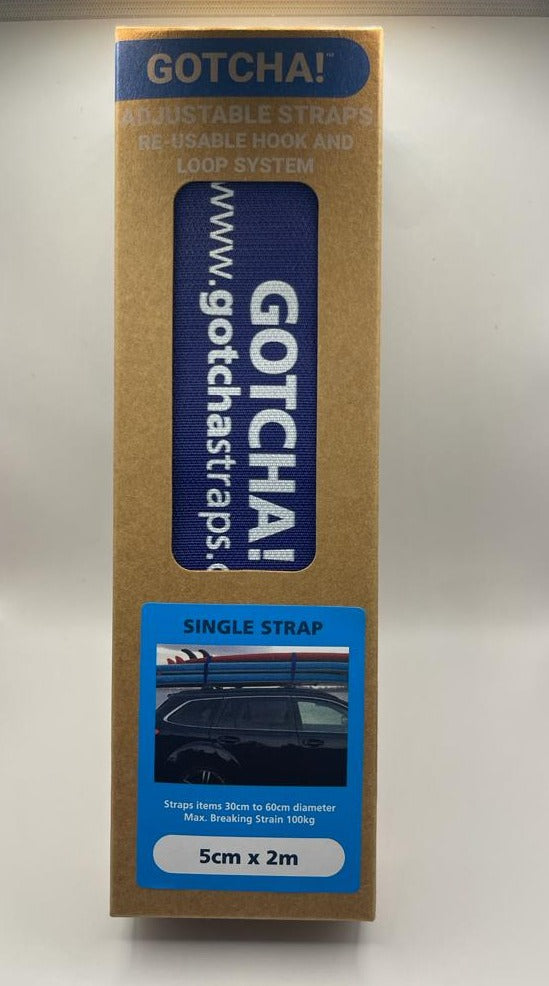 GOTCHA!™
ADJUSTABLE STRAPS
RE-USABLE HOOK AND
LOOP SYSTEM
GOTCHA!
www.gotchastraps.c
SINGLE STRAP
Straps items 30cm to 60cm diameter
Max. Breaking Strain 100kg
5cm x 2m